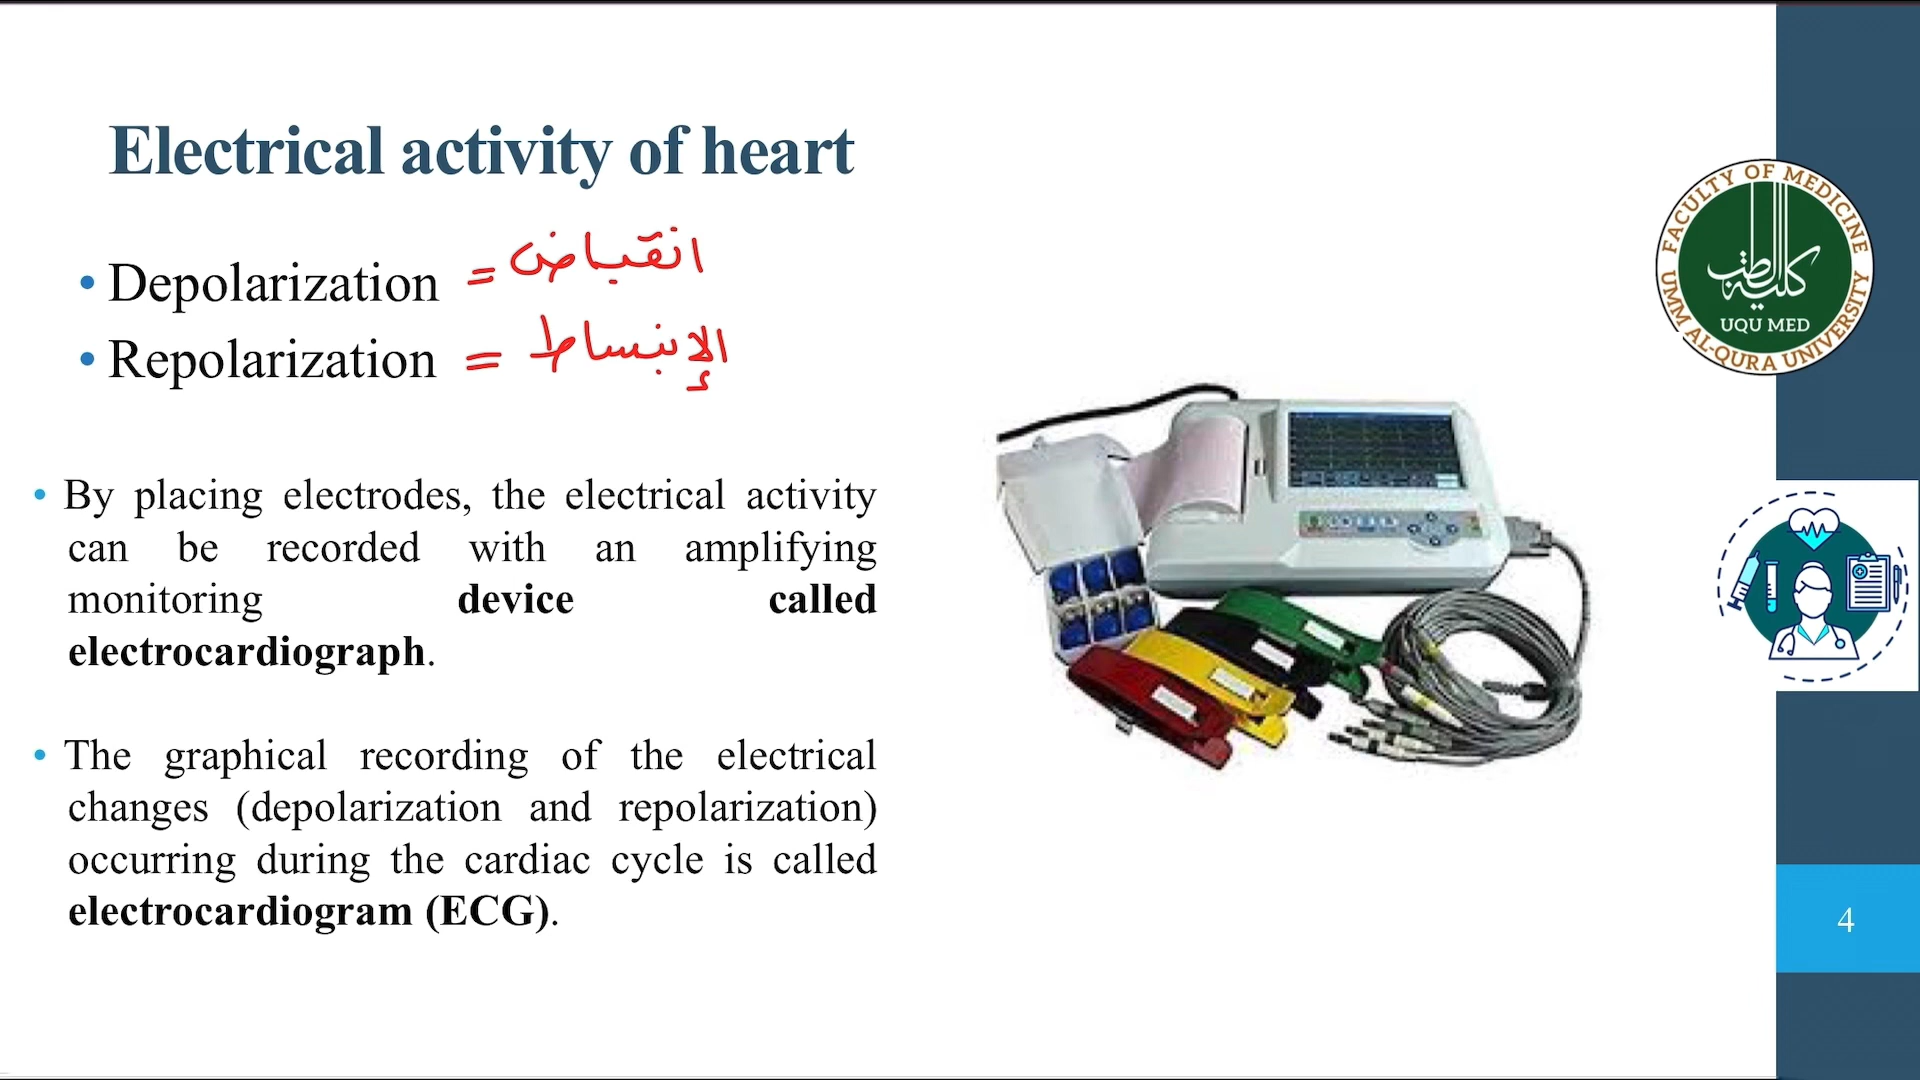 Electrical activity of heart
• Depolarization = انقباض
• Repolarization = الإنبساط
• By placing electrodes, the electrical activity
can be recorded with an amplifying
monitoring device called
electrocardiograph.
• The graphical recording of the electrical
changes (depolarization and repolarization)
occurring during the cardiac cycle is called
electrocardiogram (ECG).
FACULTY OF MEDICINE
كلية الطب
UQU MED
UMM AL-QURA UNIVERSITY
4